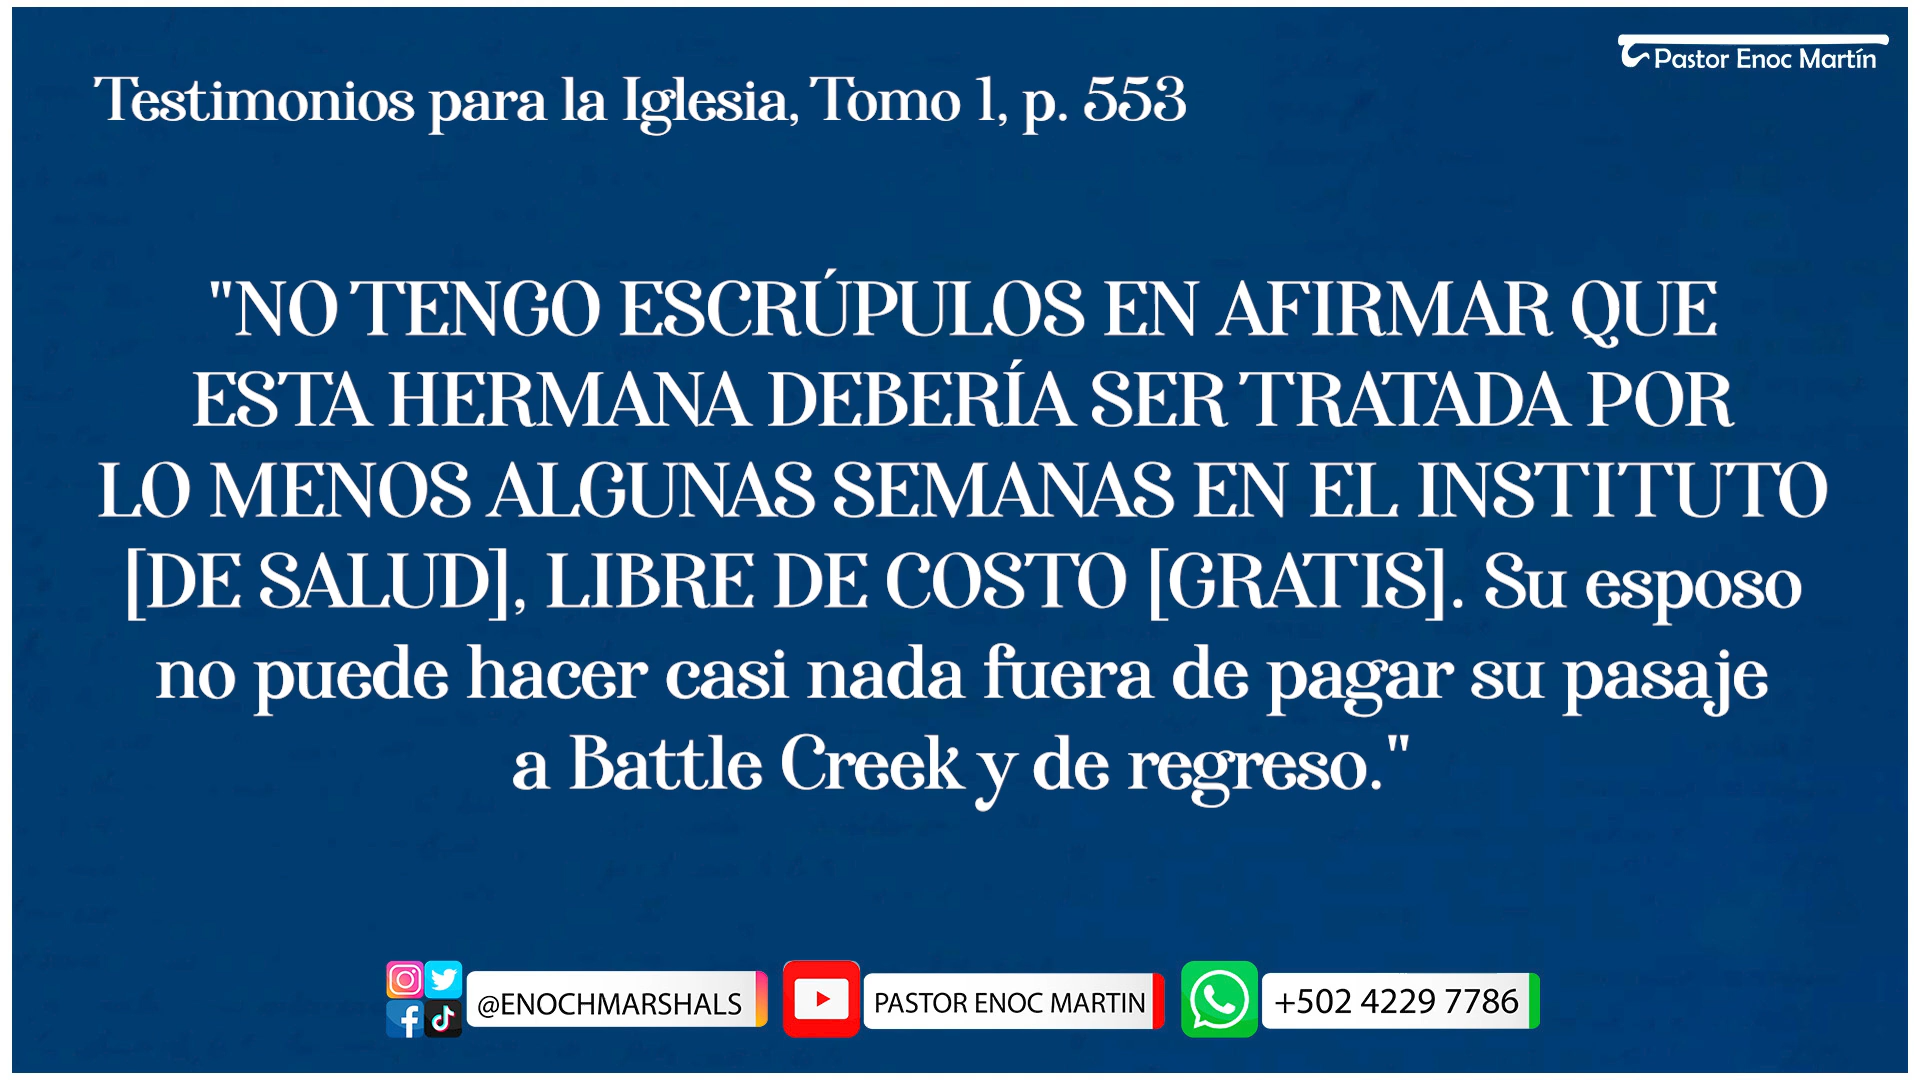 Pastor Enoc Martín
Testimonios para la Iglesia, Tomo 1, p. 553
"NO TENGO ESCRÚPULOS EN AFIRMAR QUE
ESTA HERMANA DEBERÍA SER TRATADA POR
LO MENOS ALGUNAS SEMANAS EN EL INSTITUTO
[DE SALUD], LIBRE DE COSTO [GRATIS]. Su esposo
no puede hacer casi nada fuera de pagar su pasaje
a Battle Creek y de regreso."
@ENOCHMARSHALS
PASTOR ENOC MARTIN
+502 4229 7786